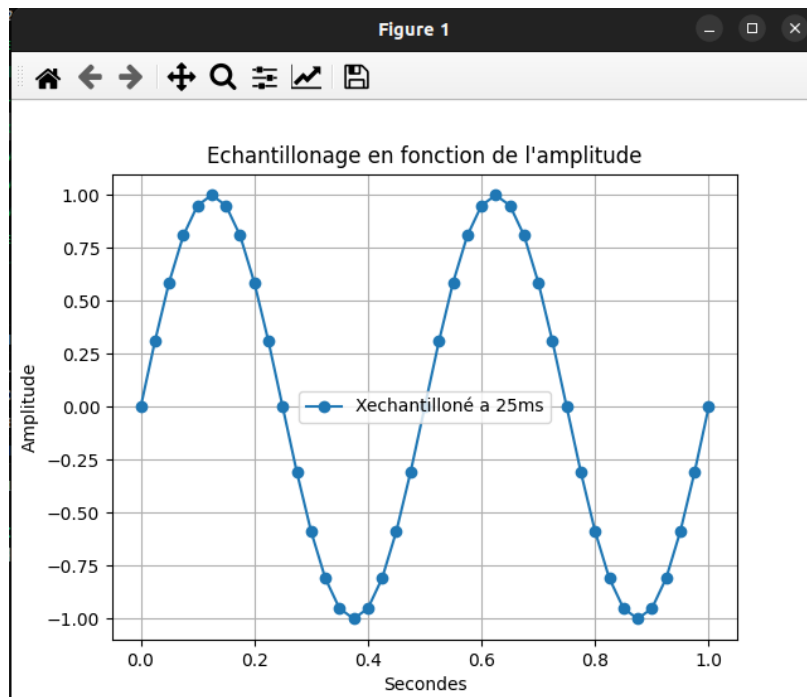 Figure 1
Echantillonage en fonction de l'amplitude
1.00
0.75
0.50
0.25
0.00
−0.25
−0.50
−0.75
−1.00
Amplitude
Xechantilloné a 25ms
0.0 0.2 0.4 0.6 0.8 1.0
Secondes